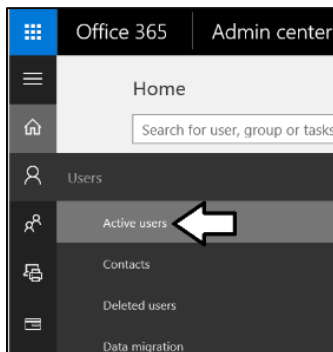 Office 365 Admin center
Home
Search for user, group or tasks
Users
Active users
Contacts
Deleted users
Data migration